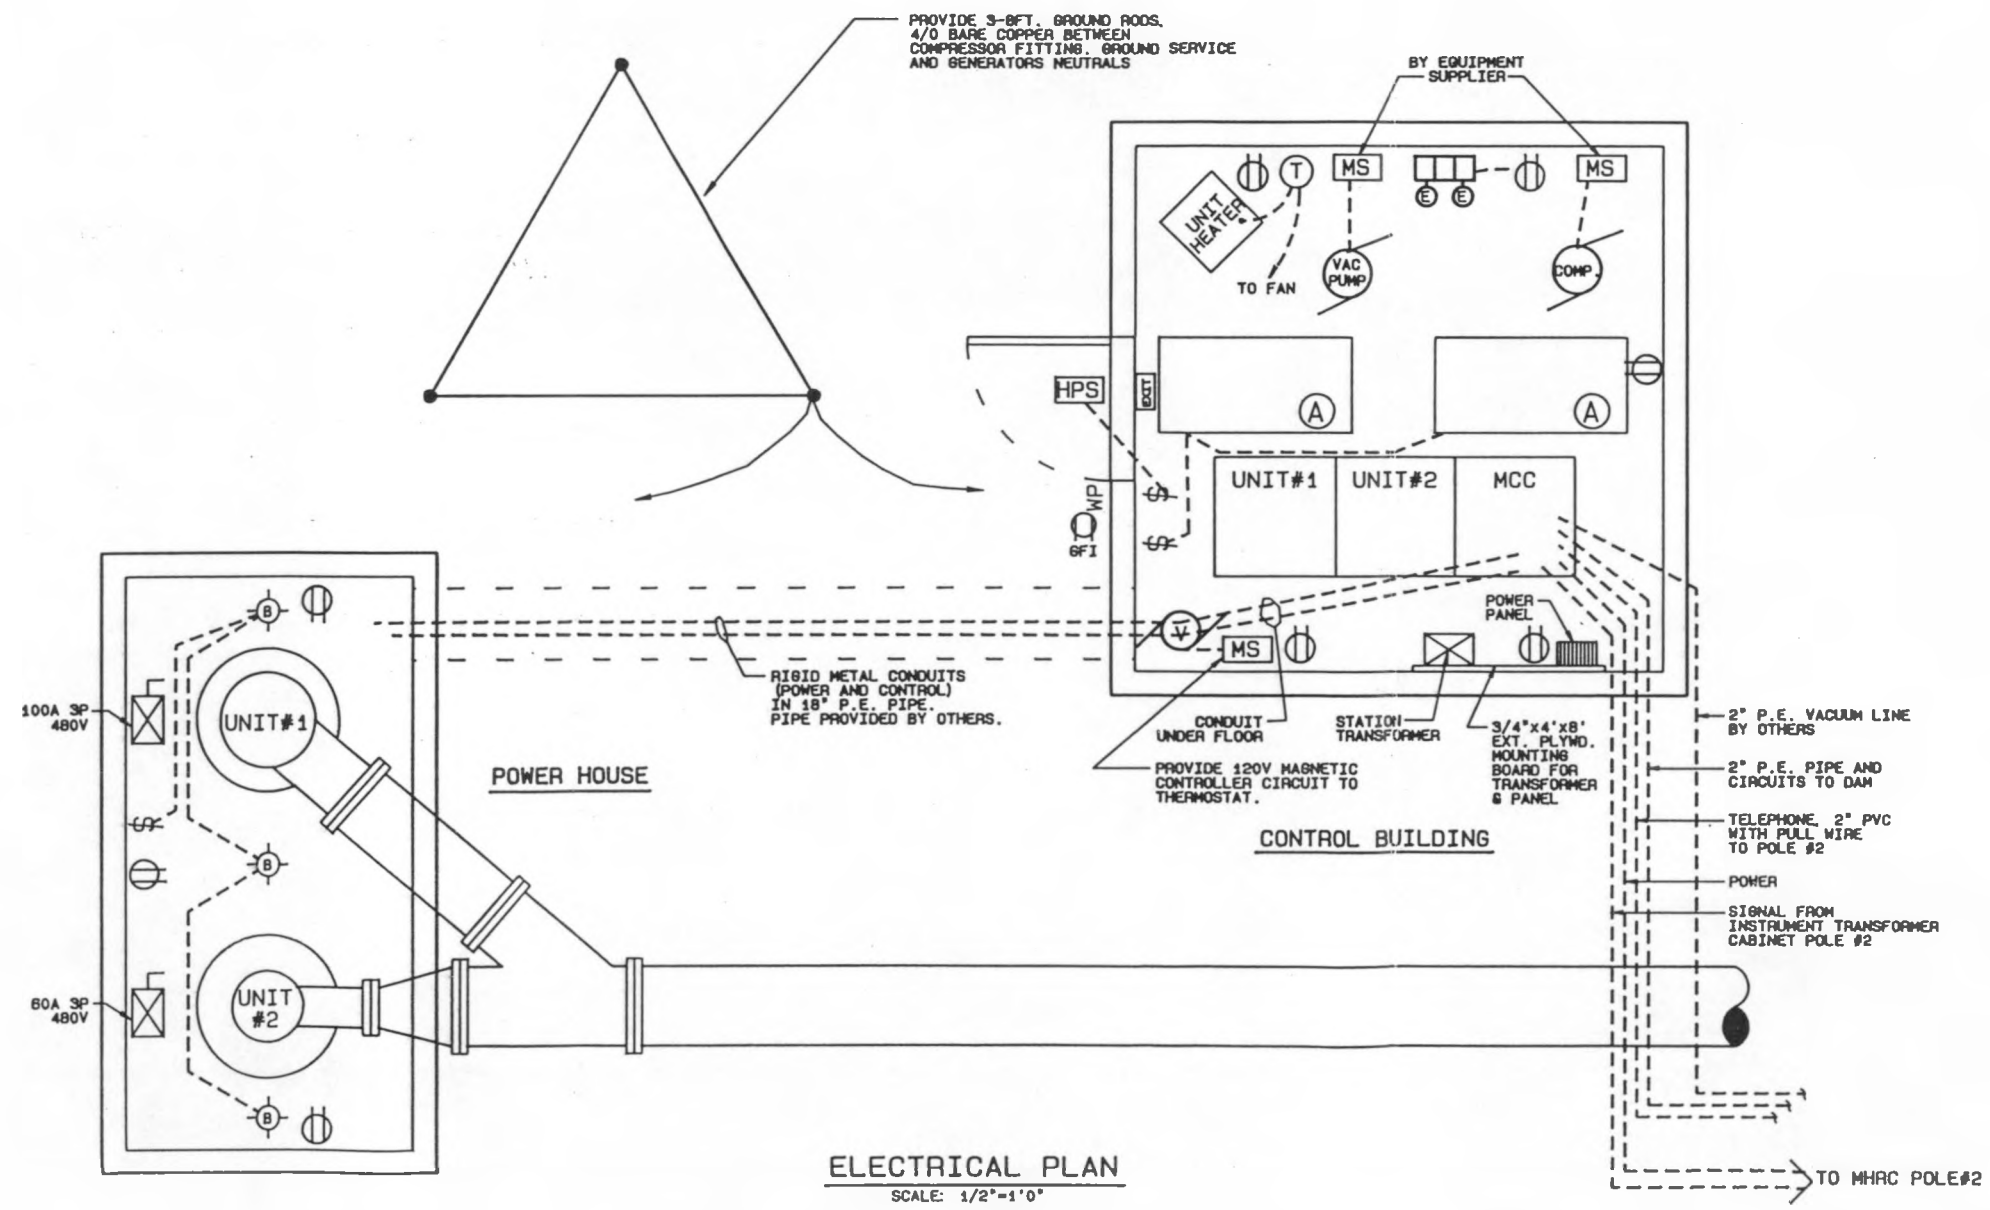 PROVIDE 3-8FT. GROUND RODS,
4/0 BARE COPPER BETWEEN
COMPRESSOR FITTING. GROUND SERVICE
AND GENERATORS NEUTRALS
BY EQUIPMENT
SUPPLIER
T
MS
MS
E
E
UNIT
HEATER
TO FAN
VAC
PUMP
COMP.
HPS
EXIT
A
A
UNIT#1
UNIT#2
MCC
S
S
WP
GFI
POWER
PANEL
V
MS
B
RIGID METAL CONDUITS
(POWER AND CONTROL)
IN 18" P.E. PIPE.
PIPE PROVIDED BY OTHERS.
100A 3P
480V
UNIT#1
POWER HOUSE
CONDUIT
UNDER FLOOR
STATION
TRANSFORMER
3/4"X4'X8'
EXT. PLYWD.
MOUNTING
BOARD FOR
TRANSFORMER
& PANEL
PROVIDE 120V MAGNETIC
CONTROLLER CIRCUIT TO
THERMOSTAT.
CONTROL BUILDING
2" P.E. VACUUM LINE
BY OTHERS
2" P.E. PIPE AND
CIRCUITS TO DAM
TELEPHONE, 2" PVC
WITH PULL WIRE
TO POLE #2
POWER
SIGNAL FROM
INSTRUMENT TRANSFORMER
CABINET POLE #2
S
B
60A 3P
480V
UNIT
#2
B
ELECTRICAL PLAN
SCALE: 1/2"=1'0"
TO MHRC POLE#2